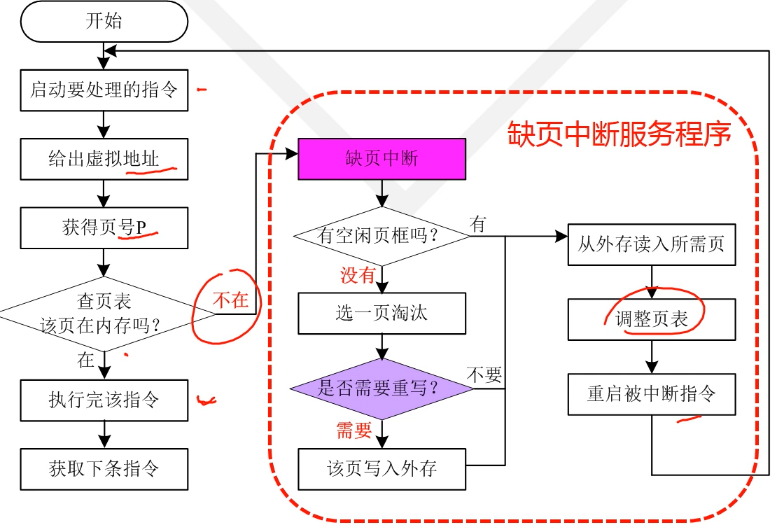 开始
启动要处理的指令
给出虚拟地址
获得页号P
查页表
该页在内存吗？
不在
在
执行完该指令
获取下条指令
缺页中断服务程序
缺页中断
有空闲页框吗？
有
没有
选一页淘汰
是否需要重写？
不要
需要
该页写入外存
从外存读入所需页
调整页表
重启被中断指令